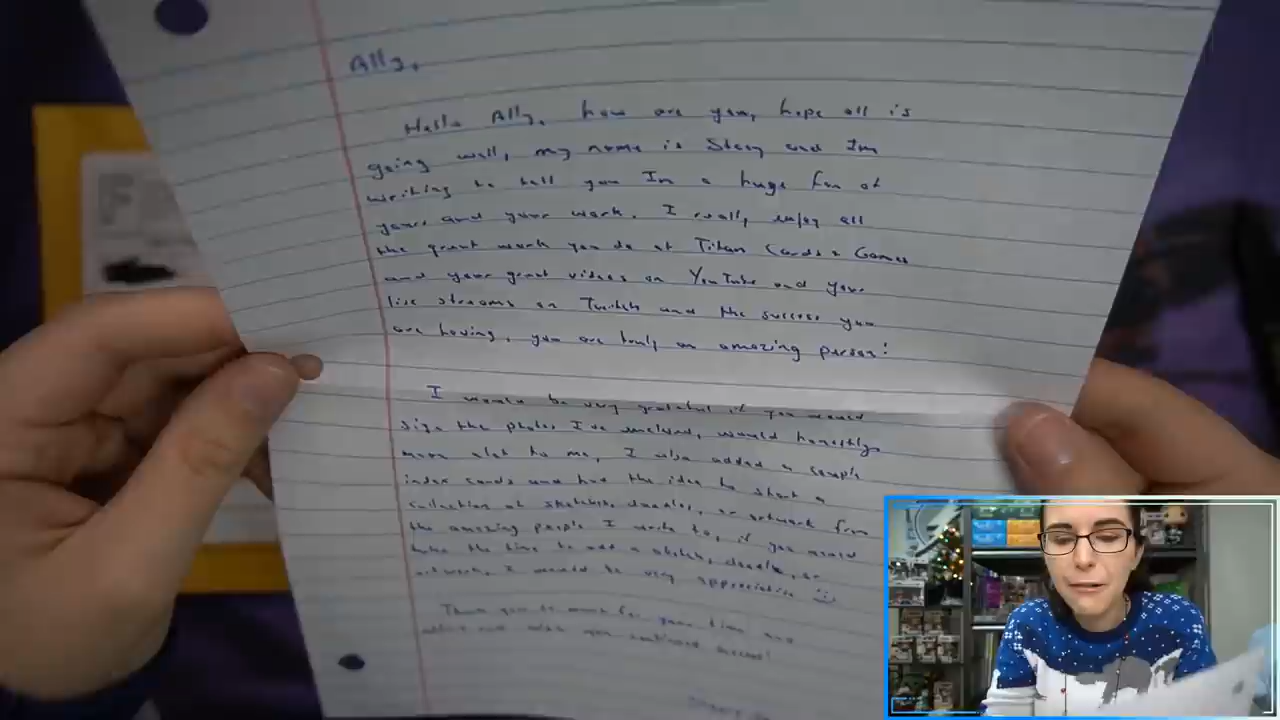 Ally,
Hello Ally, how are you, hope all is
going well, my name is Stacy and Im
writing to tell you Im a huge fan of
yours and your work. I really enjoy all
the great work you do at Titan Cards & Games
and your great videos on YouTube and your
live streams on Twitch and the success you
are having, you are truly an amazing person!
I would be very grateful if you would
sign the photos I've enclosed, would honestly
mean alot to me, I also added a couple
index cards and had the idea to start a
collection of sketches, doodles, or artwork from
the amazing people I write to, if you would
take the time to add a sketch, doodle, or
artwork, I would be very appreciative :)
Thank you so much for your time and
with your continued success!